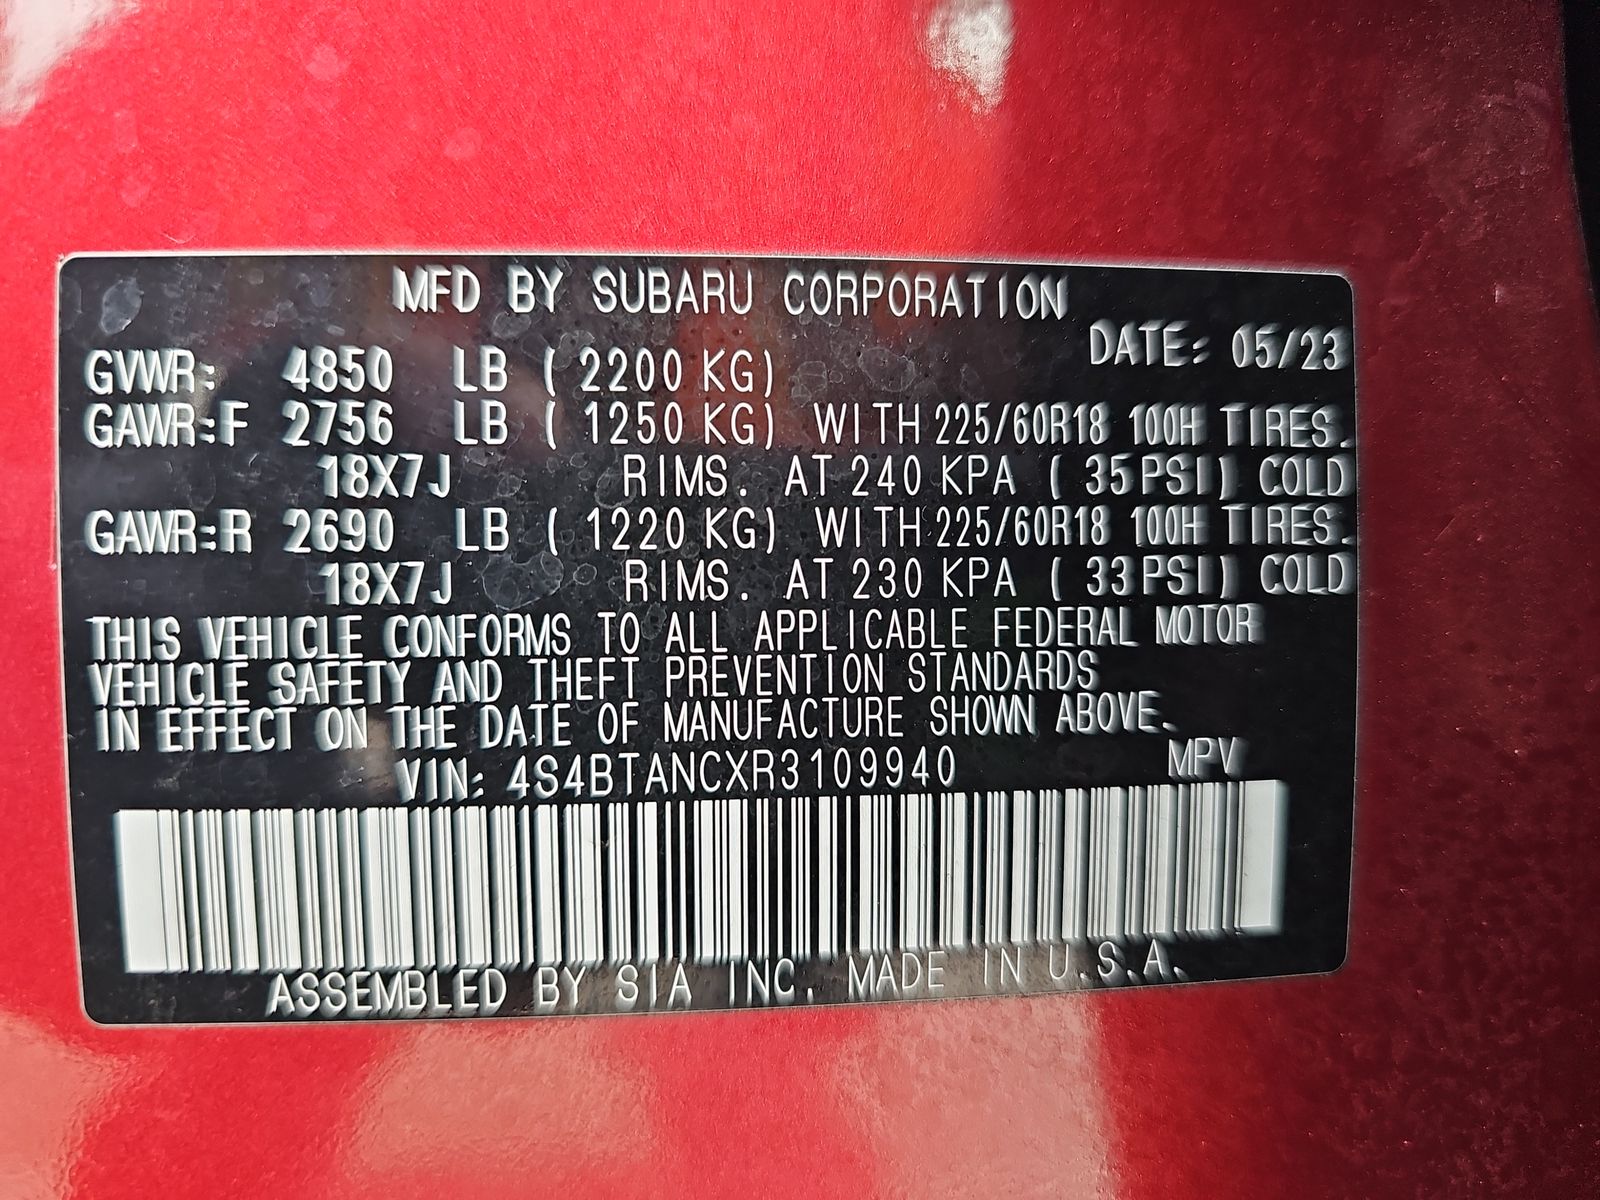 MFD BY SUBARU CORPORATION
DATE: 05/23
GVWR: 4850 LB ( 2200 KG)
GAWR:F 2756 LB ( 1250 KG) WITH 225/60R18 100H TIRES.
18X7J RIMS. AT 240 KPA ( 35PSI) COLD
GAWR:R 2690 LB ( 1220 KG) WITH 225/60R18 100H TIRES.
18X7J RIMS. AT 230 KPA ( 33PSI) COLD
THIS VEHICLE CONFORMS TO ALL APPLICABLE FEDERAL MOTOR
VEHICLE SAFETY AND THEFT PREVENTION STANDARDS
IN EFFECT ON THE DATE OF MANUFACTURE SHOWN ABOVE.
VIN: 4S4BTANCXR3109940 MPV
ASSEMBLED BY SIA INC. MADE IN U.S.A.